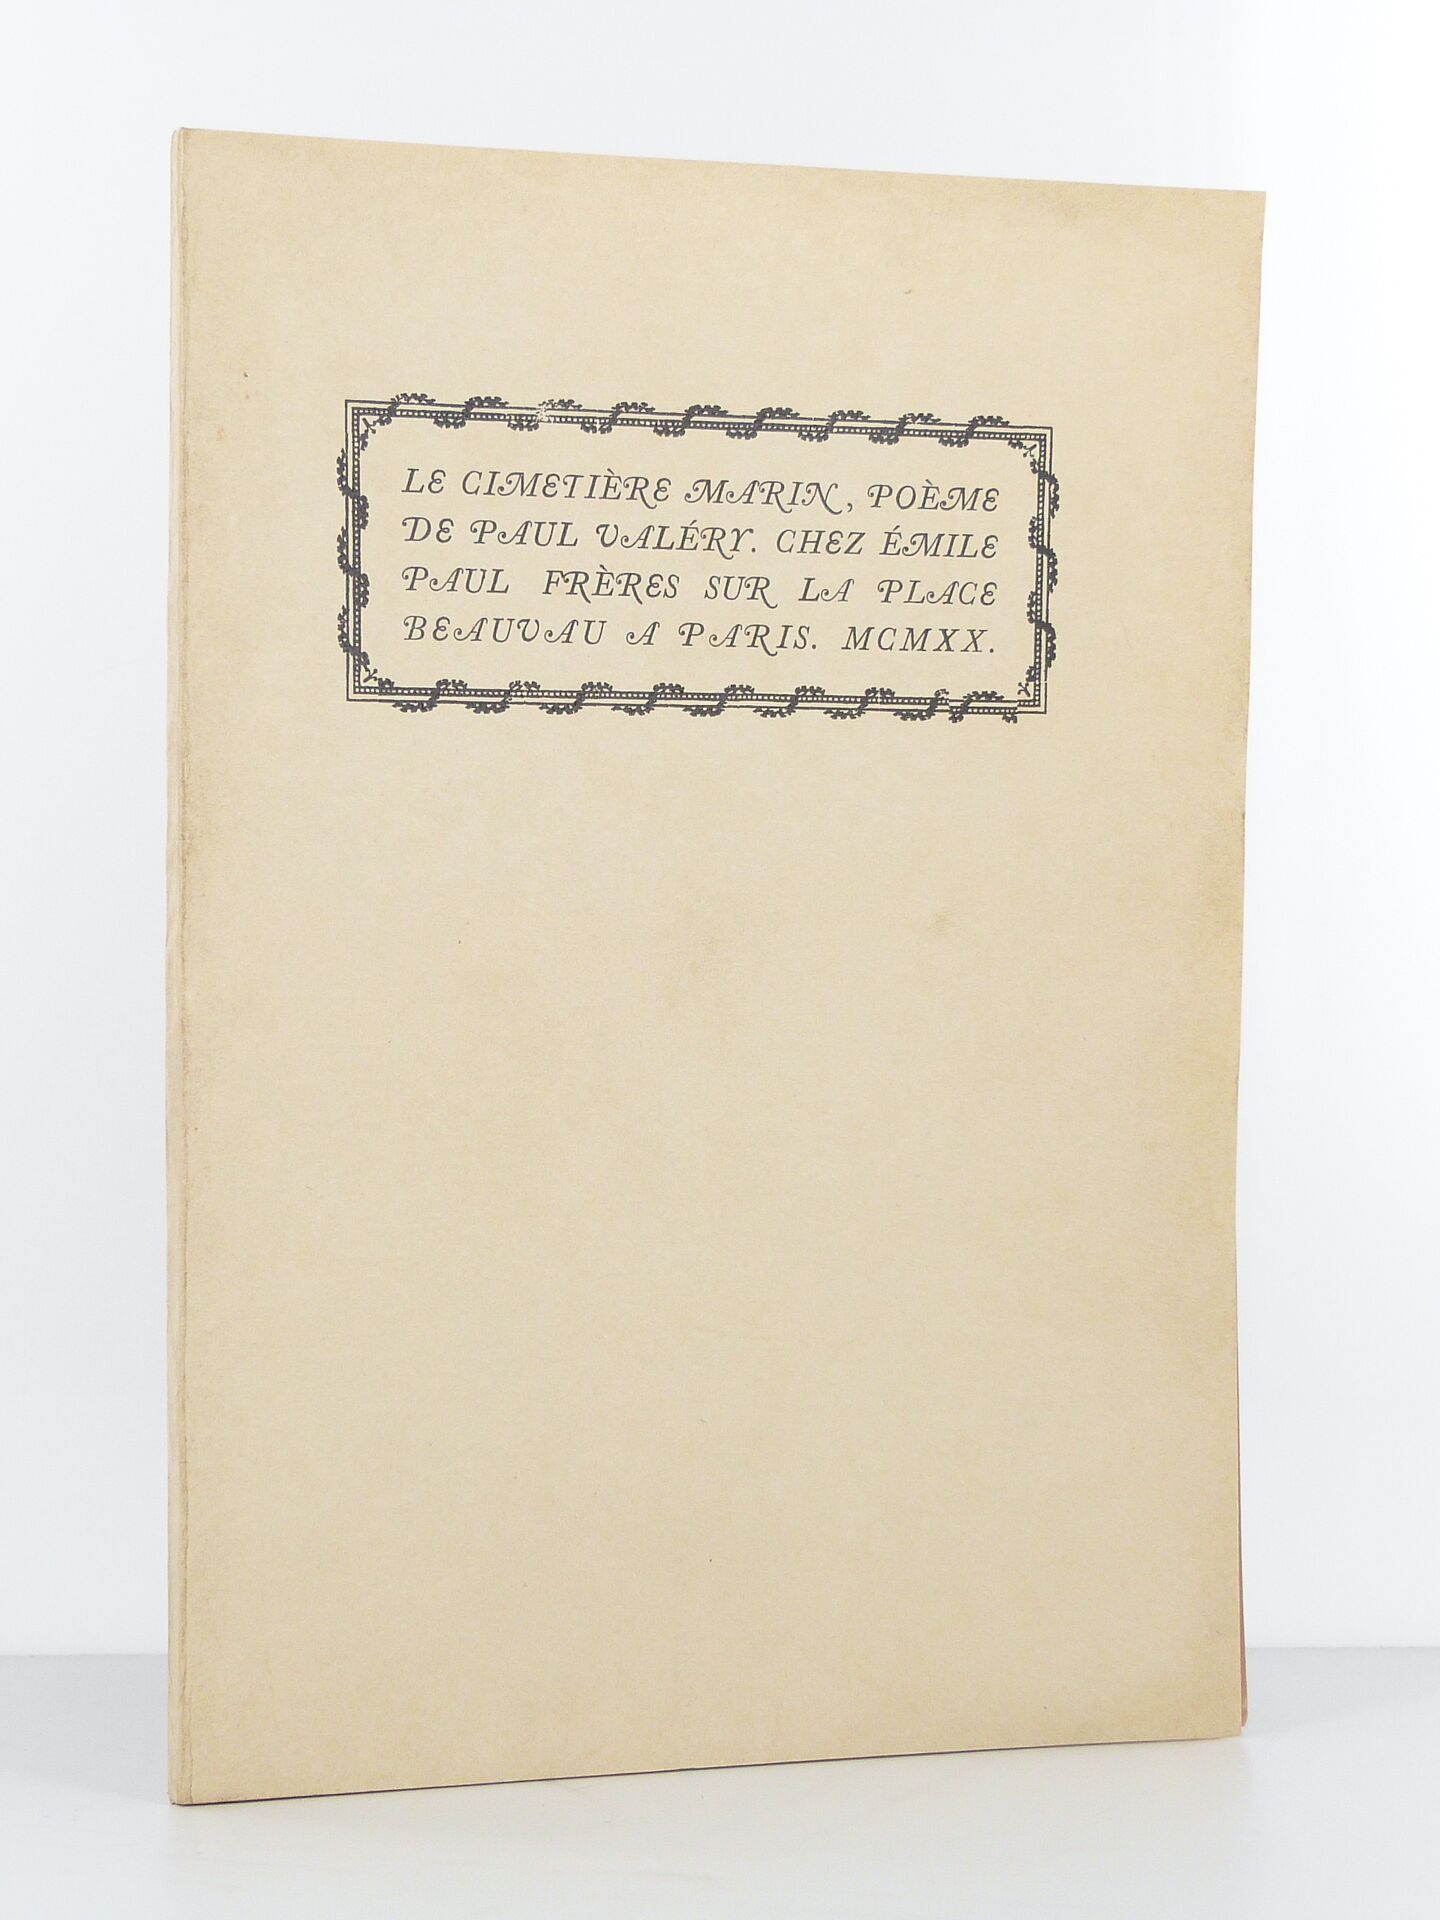 LE CIMETIÈRE MARIN, POÈME
DE PAUL VALÉRY. CHEZ ÉMILE
PAUL FRÈRES SUR LA PLACE
BEAUVAU A PARIS. MCMXX.